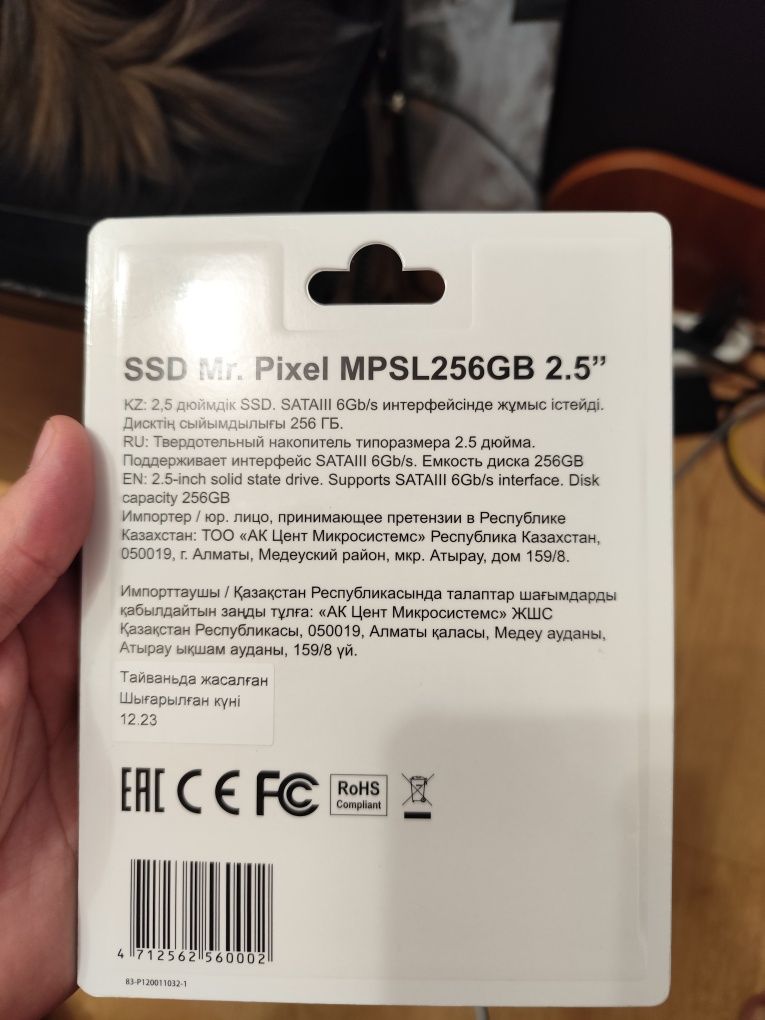 SSD Mr. Pixel MPSL256GB 2.5”
KZ: 2,5 дюймдік SSD. SATAIII 6Gb/s интерфейсінде жұмыс істейді.
Дисктің сыйымдылығы 256 ГБ.
RU: Твердотельный накопитель типоразмера 2.5 дюйма.
Поддерживает интерфейс SATAIII 6Gb/s. Емкость диска 256GB
EN: 2.5-inch solid state drive. Supports SATAIII 6Gb/s interface. Disk
capacity 256GB
Импортер / юр. лицо, принимающее претензии в Республике
Казахстан: ТОО «АК Цент Микросистемс» Республика Казахстан,
050019, г. Алматы, Медеуский район, мкр. Атырау, дом 159/8.
Импорттаушы / Қазақстан Республикасында талаптар шағымдарды
қабылдайтын заңды тұлға: «АК Цент Микросистемс» ЖШС
Қазақстан Республикасы, 050019, Алматы қаласы, Медеу ауданы,
Атырау ықшам ауданы, 159/8 үй.
Тайваньда жасалған
Шығарылған күні
12.23
EAC CE FC RoHS
Compliant
4 712562 560002
83-P120011032-1